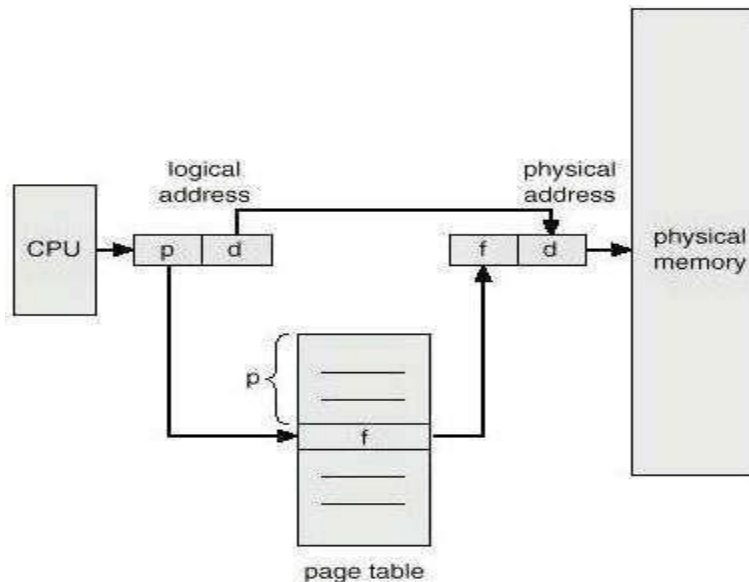 logical
address
physical
address
CPU
p d
f d
physical
memory
p
f
page table